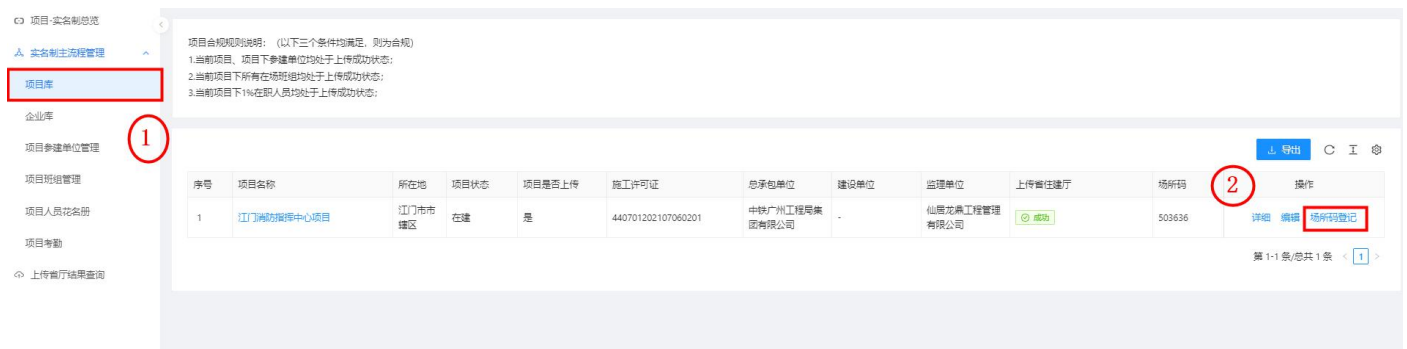 项目-实名制总览
实名制主流程管理
项目库
企业库
项目参建单位管理
项目班组管理
项目人员花名册
项目考勤
上传省厅结果查询
1
项目合规规则说明：（以下三个条件均满足，则为合规）
1.当前项目、项目下参建单位均处于上传成功状态；
2.当前项目下所有在场班组均处于上传成功状态；
3.当前项目下1%在职人员均处于上传成功状态；
导出
2
序号 项目名称 所在地 项目状态 项目是否上传 施工许可证 总承包单位 建设单位 监理单位 上传省住建厅 场所码 操作
1 江门消防指挥中心项目 江门市市辖区 在建 是 440701202107060201 中铁广州工程局集团有限公司 - 仙居龙鼎工程管理有限公司 成功 503636 详细 编辑 场所码登记
第 1-1 条/总共 1 条 < 1 >